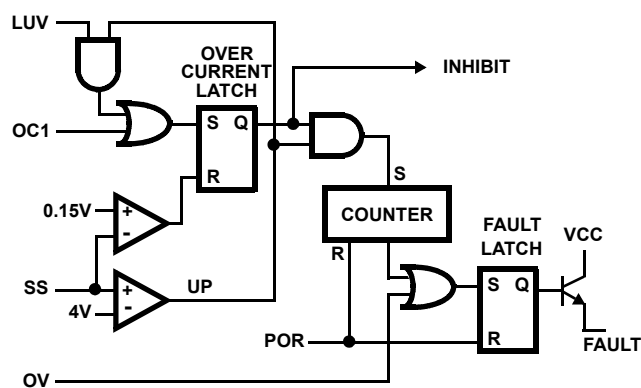 LUV
OVER
CURRENT
LATCH
INHIBIT
S Q
OC1
R
0.15V
+
-
S
COUNTER
R
FAULT
LATCH
VCC
SS
+
4V
-
UP
S Q
POR
R
FAULT
OV